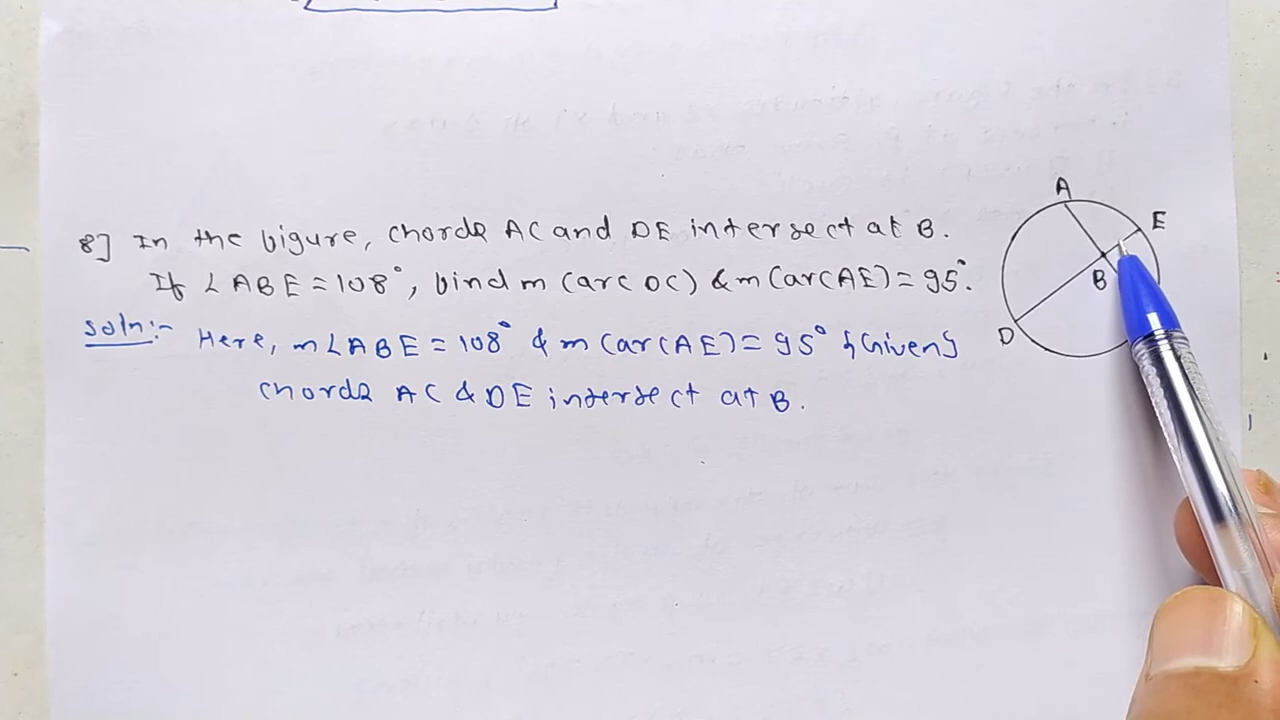 8] In the figure, chords AC and DE intersect at B.
If ∠ABE = 108°, find m(arc DC) & m(arc AE) = 95°.
Soln:- Here, m∠ABE = 108° & m(arc AE) = 95° {Given}
chords AC & DE intersect at B.
A
E
B
D